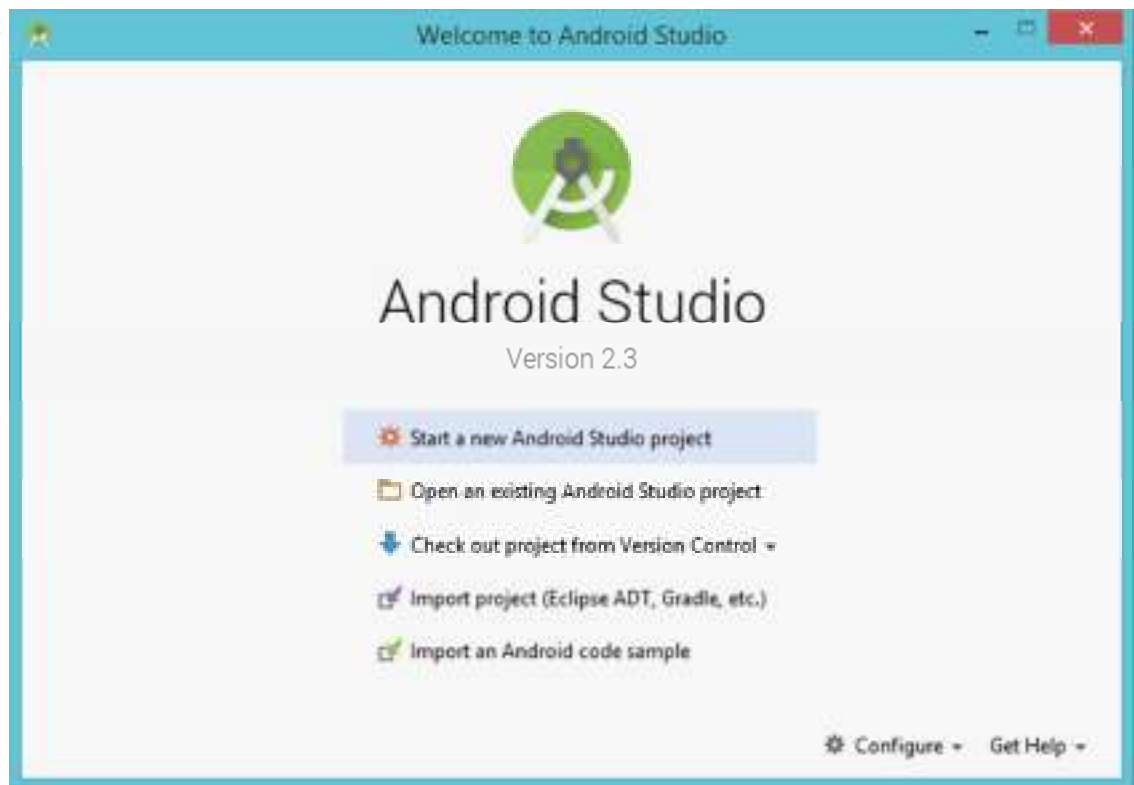 Welcome to Android Studio
Android Studio
Version 2.3
Start a new Android Studio project
Open an existing Android Studio project
Check out project from Version Control
Import project (Eclipse ADT, Gradle, etc.)
Import an Android code sample
Configure Get Help